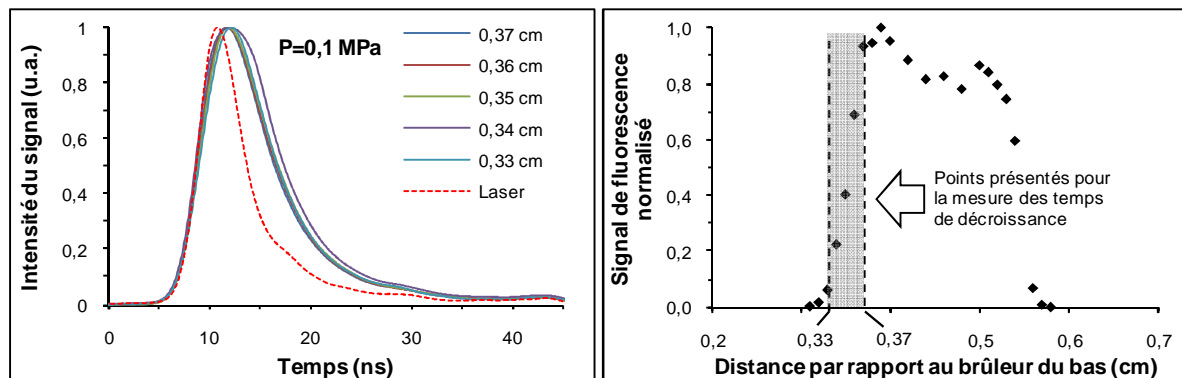 Intensité du signal (u.a.)
1
0,8
0,6
0,4
0,2
0
P=0,1 MPa
0,37 cm
0,36 cm
0,35 cm
0,34 cm
0,33 cm
Laser
0 10 20 30 40
Temps (ns)
Signal de fluorescence
normalisé
1,0
0,8
0,6
0,4
0,2
0,0
Points présentés pour
la mesure des temps
de décroissance
0,2 0,33 0,37 0,5 0,6 0,7
Distance par rapport au brûleur du bas (cm)